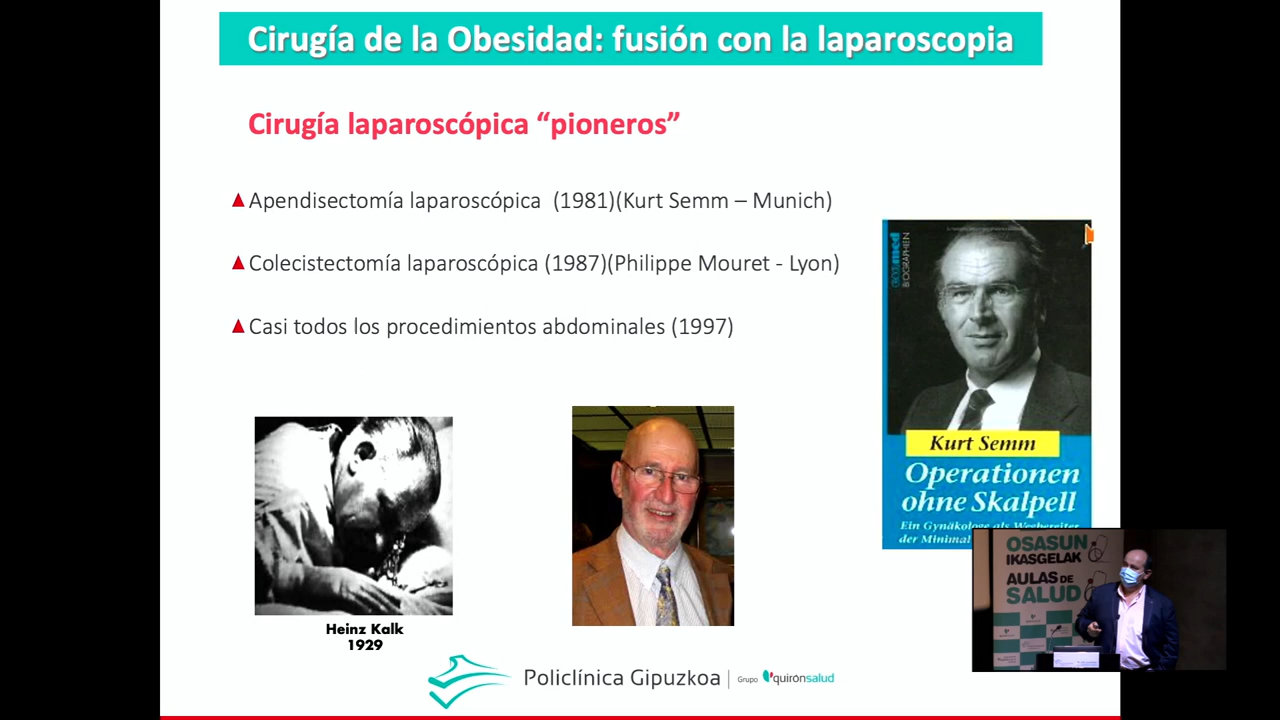 Cirugía de la Obesidad: fusión con la laparoscopia
Cirugía laparoscópica “pioneros”
Apendisectomía laparoscópica (1981)(Kurt Semm – Munich)
Colecistectomía laparoscópica (1987)(Philippe Mouret - Lyon)
Casi todos los procedimientos abdominales (1997)
BIOGRAPHIEN
Kurt Semm
Operationen
ohne Skalpell
Ein Gynäkologe als Wegbereiter
der Minimal
Heinz Kalk
1929
OSASUN
IKASGELAK
AULAS DE
SALUD
Policlínica Gipuzkoa
Grupo quirónsalud